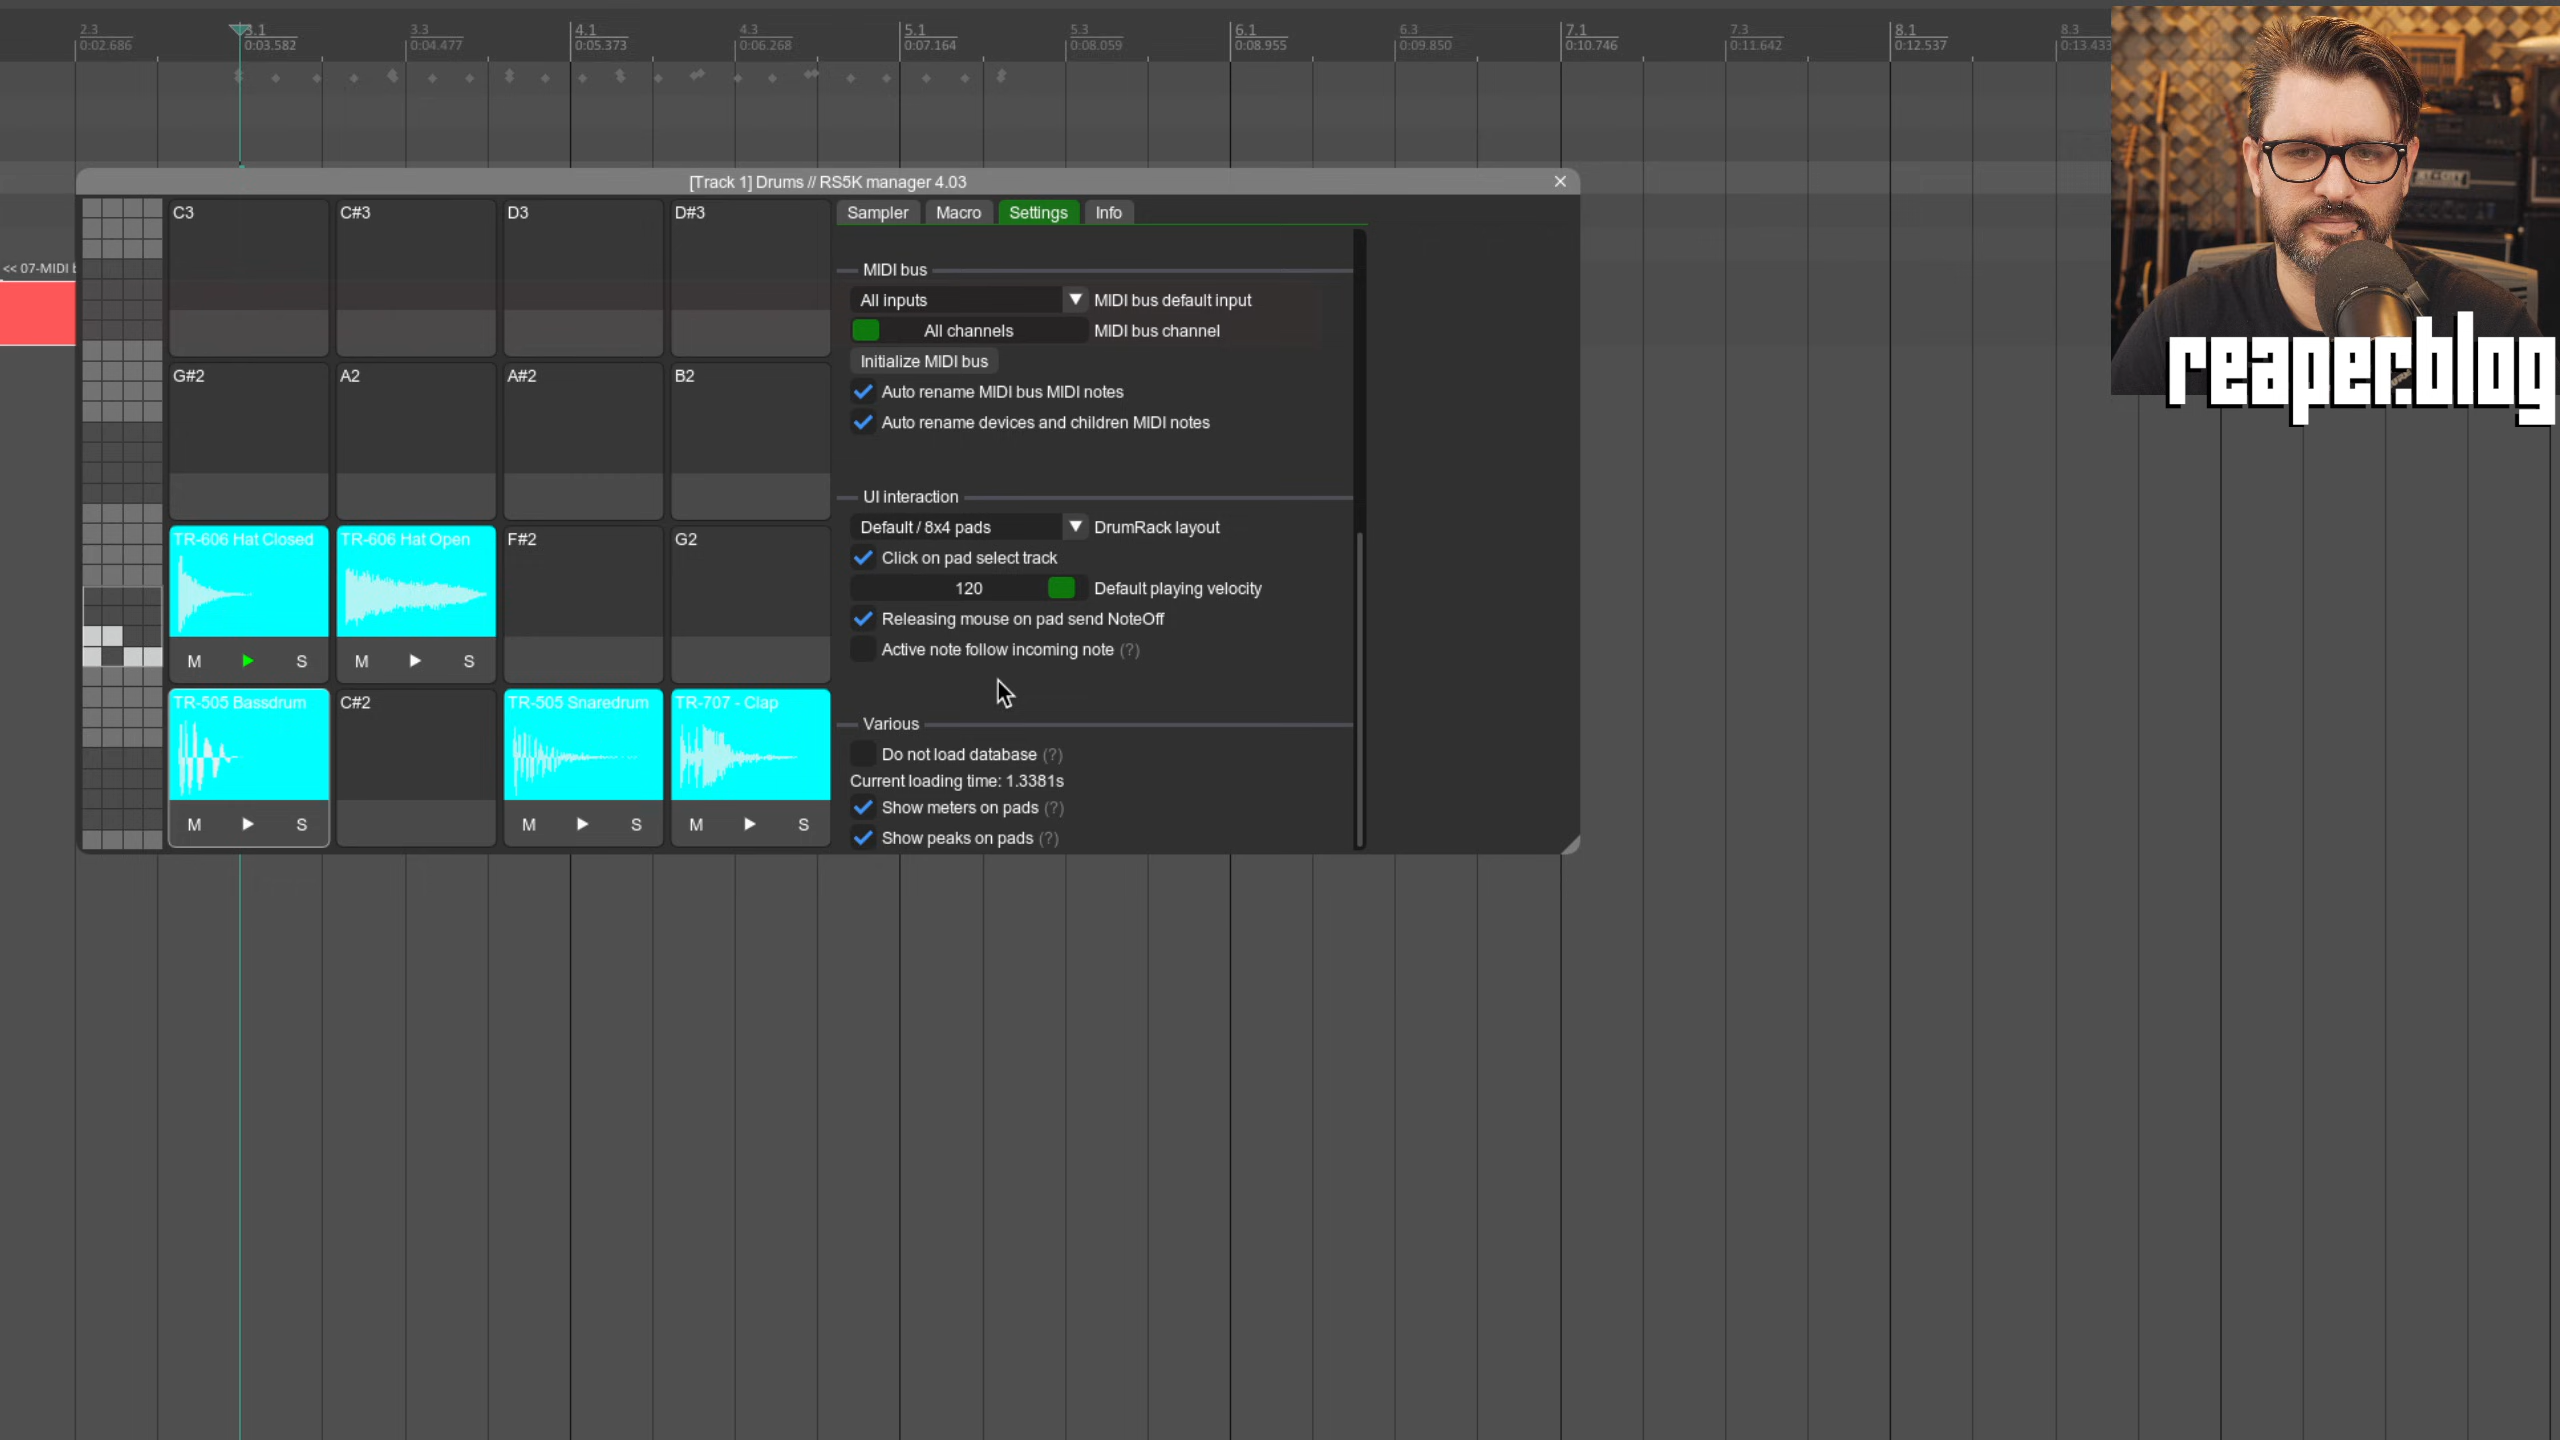 2.3 3.1 3.3 4.1 4.3 5.1 5.3 6.1 6.3 7.1 7.3 8.1 8.3
0:02.686 0:03.582 0:04.477 0:05.373 0:06.268 0:07.164 0:08.059 0:08.955 0:09.850 0:10.746 0:11.642 0:12.537 0:13.433
reaper.blog
[Track 1] Drums // RS5K manager 4.03
<< 07-MIDI
C3 C#3 D3 D#3
G#2 A2 A#2 B2
TR-606 Hat Closed TR-606 Hat Open F#2 G2
M S M S
TR-505 Bassdrum C#2 TR-505 Snaredrum TR-707 - Clap
M S M S M S
Sampler Macro Settings Info
MIDI bus
All inputs MIDI bus default input
All channels MIDI bus channel
Initialize MIDI bus
Auto rename MIDI bus MIDI notes
Auto rename devices and children MIDI notes
UI interaction
Default / 8x4 pads DrumRack layout
Click on pad select track
120 Default playing velocity
Releasing mouse on pad send NoteOff
Active note follow incoming note (?)
Various
Do not load database (?)
Current loading time: 1.3381s
Show meters on pads (?)
Show peaks on pads (?)